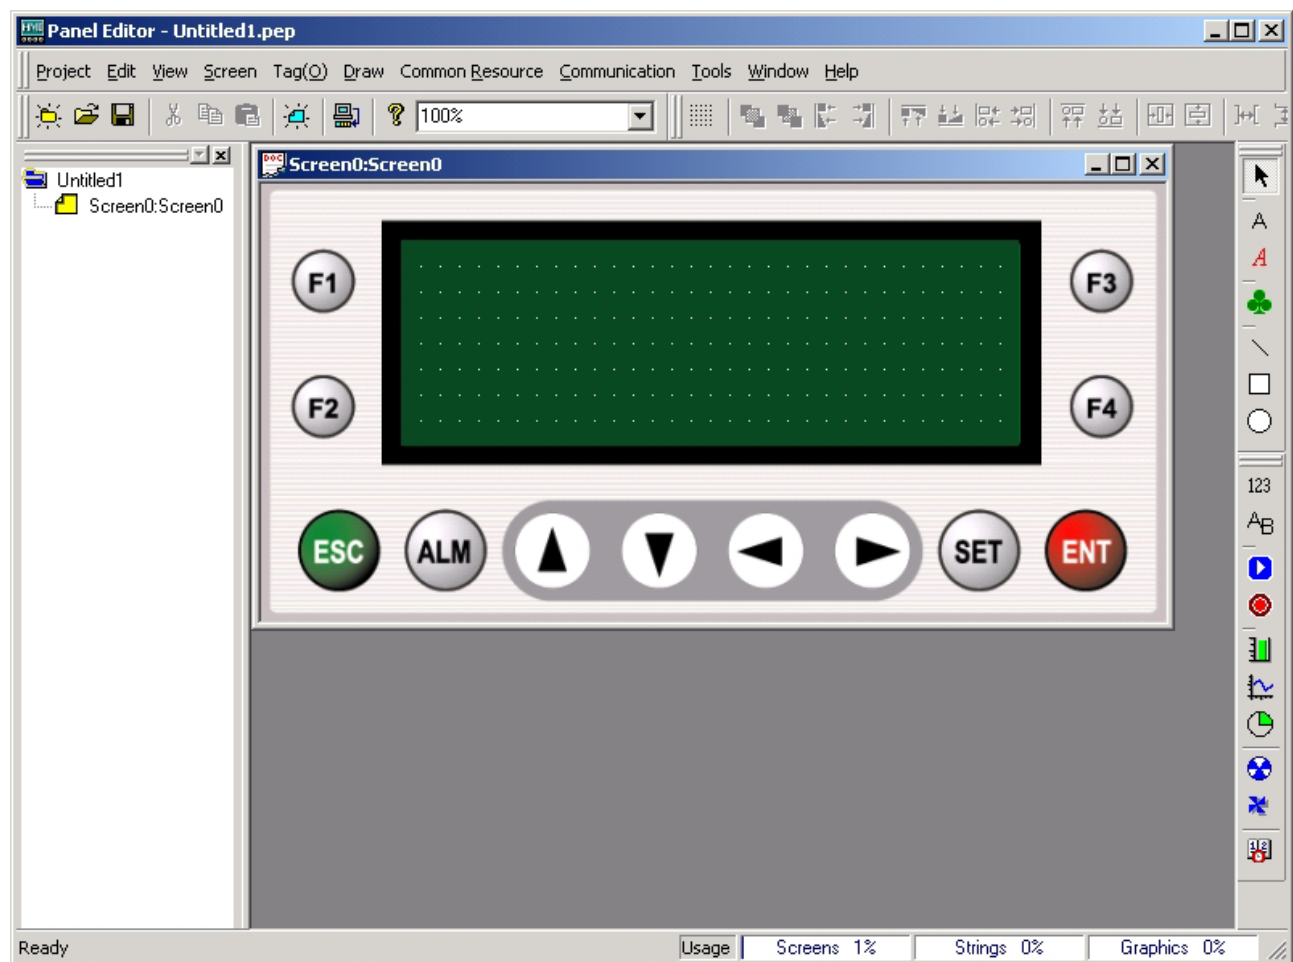 Panel Editor - Untitled1.pep
Project Edit View Screen Tag(O) Draw Common Resource Communication Tools Window Help
100%
Untitled1
Screen0:Screen0
Screen0:Screen0
F1 F3
F2 F4
ESC ALM SET ENT
A
A
123
AB
Ready Usage Screens 1% Strings 0% Graphics 0%